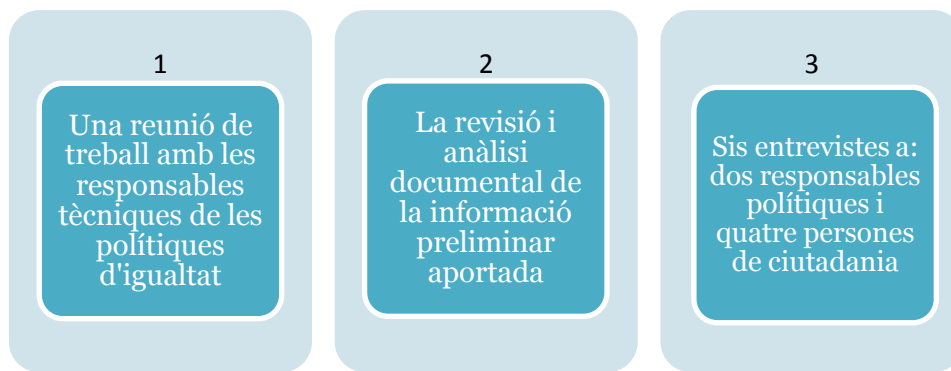 1
Una reunió de
treball amb les
responsables
tècniques de les
polítiques
d'igualtat
2
La revisió i
anàlisi
documental de
la informació
preliminar
aportada
3
Sis entrevistes a:
dos responsables
polítiques i
quatre persones
de ciutadania